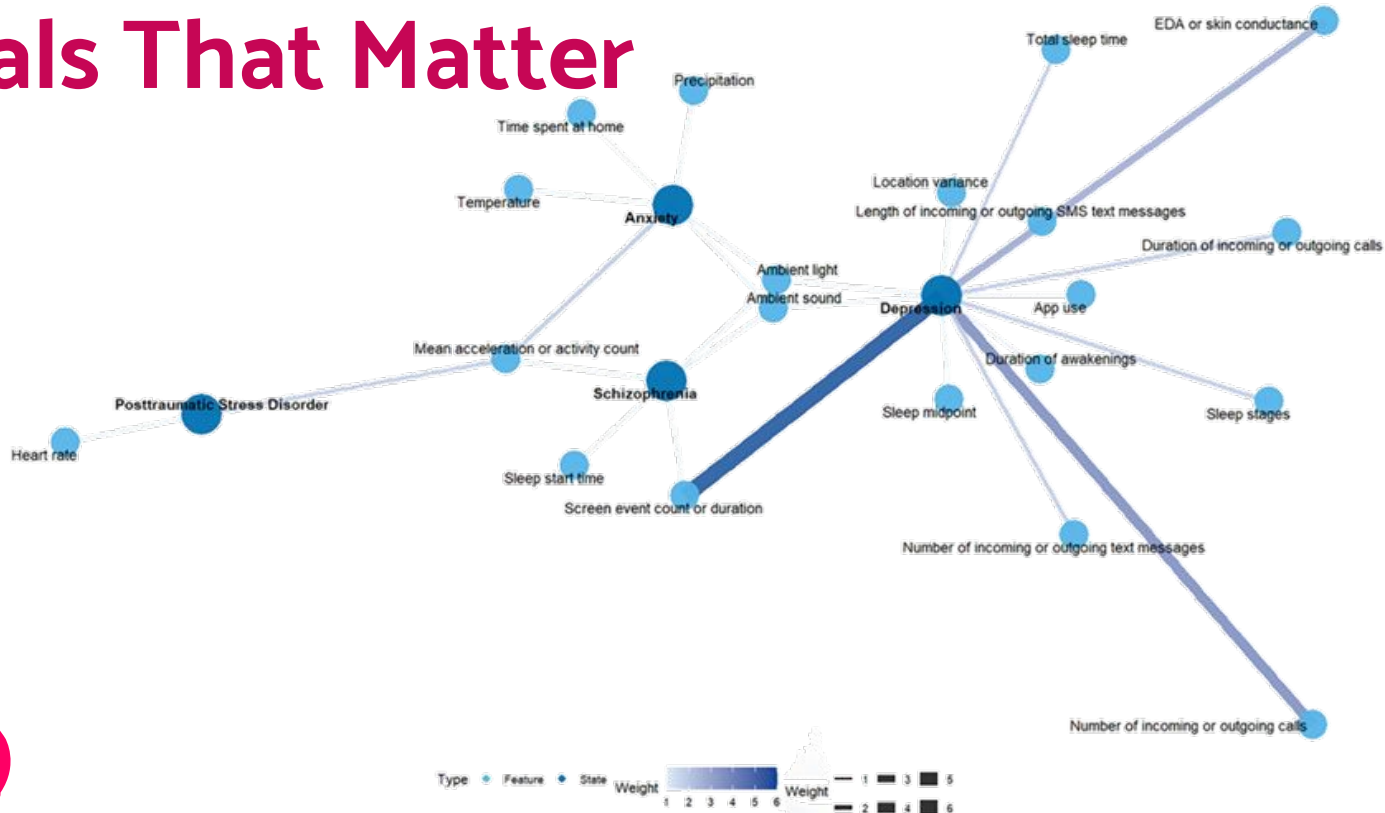 als That Matter
EDA or skin conductance
Total sleep time
Precipitation
Time spent at home
Location variance
Temperature
Length of incoming or outgoing SMS text messages
Anxiety
Duration of incoming or outgoing calls
Ambient light
Ambient sound
Depression
App use
Mean acceleration or activity count
Duration of awakenings
Schizophrenia
Posttraumatic Stress Disorder
Sleep midpoint
Sleep stages
Heart rate
Sleep start time
Screen event count or duration
Number of incoming or outgoing text messages
Number of incoming or outgoing calls
Type Feature State Weight 1 2 3 4 5 6 Weight 1 3 5
2 4 6